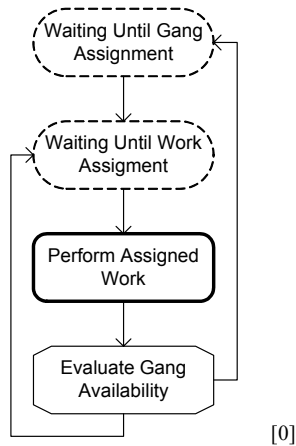 Waiting Until Gang
Assignment
Waiting Until Work
Assigment
Perform Assigned
Work
Evaluate Gang
Availability
[0]